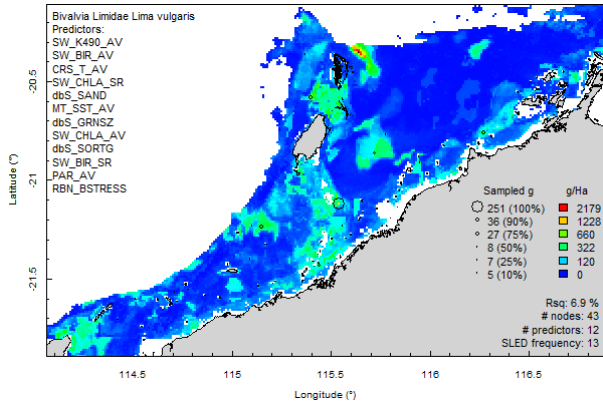 Bivalvia Limidae Lima vulgaris
Predictors:
SW_K490_AV
SW_BIR_AV
CRS_T_AV
SW_CHLA_SR
dbS_SAND
MT_SST_AV
dbS_GRNSZ
SW_CHLA_AV
dbS_SORTG
SW_BIR_SR
PAR_AV
RBN_BSTRESS
-20.5
-21
-21.5
Latitude (°)
Sampled g
251 (100%)
36 (90%)
27 (75%)
8 (50%)
7 (25%)
5 (10%)
g/Ha
2179
1228
660
322
120
0
Rsq: 6.9 %
# nodes: 43
# predictors: 12
SLED frequency: 13
114.5
115
115.5
116
116.5
Longitude (°)